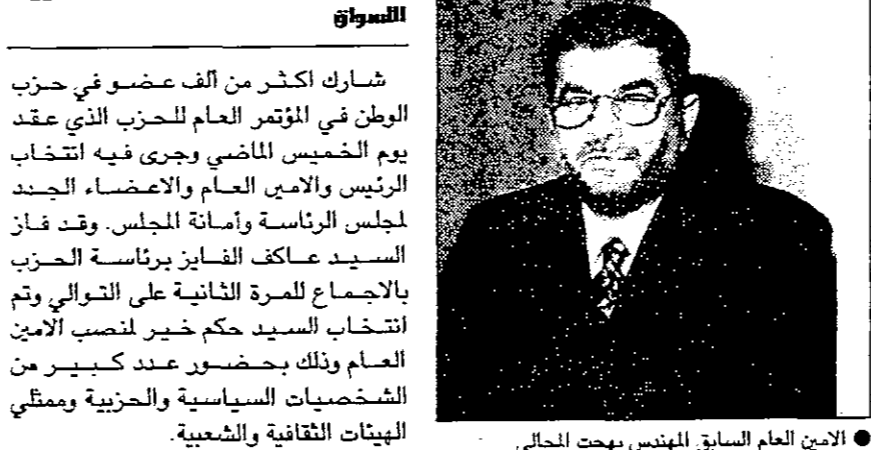 الاسواق
شارك اكثر من ألف عضو في حزب
الوطن في المؤتمر العام للحزب الذي عقد
يوم الخميس الماضي وجرى فيه انتخاب
الرئيس والامين العام والاعضاء الجدد
لمجلس الرئاسة وأمانة المجلس. وقد فاز
السيد عاكف الفايز برئاسة الحزب
بالاجماع للمرة الثانية على التوالي وتم
انتخاب السيد حكم خير لمنصب الامين
العام وذلك بحضور عدد كبير من
الشخصيات السياسية والحزبية وممثلي
الهيئات الثقافية والشعبية.
● الامين العام السابق المهندس بهجت المجالي